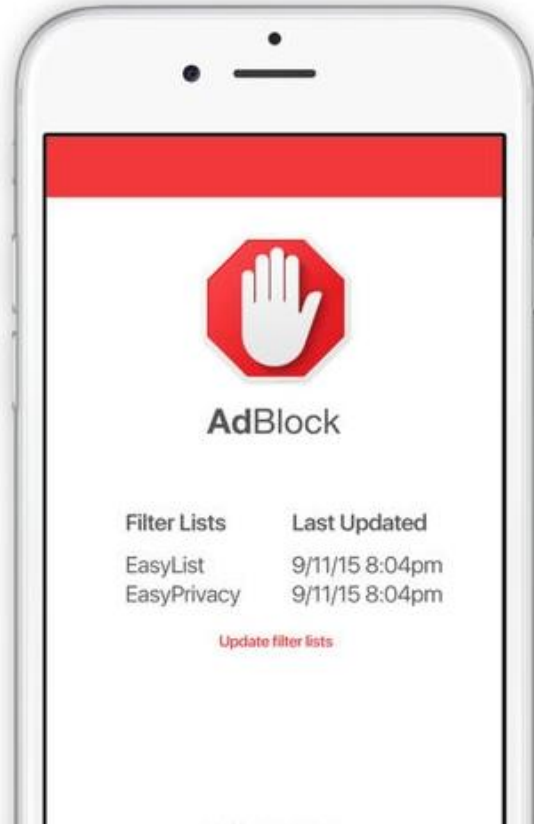 AdBlock
Filter Lists Last Updated
EasyList 9/11/15 8:04pm
EasyPrivacy 9/11/15 8:04pm
Update filter lists